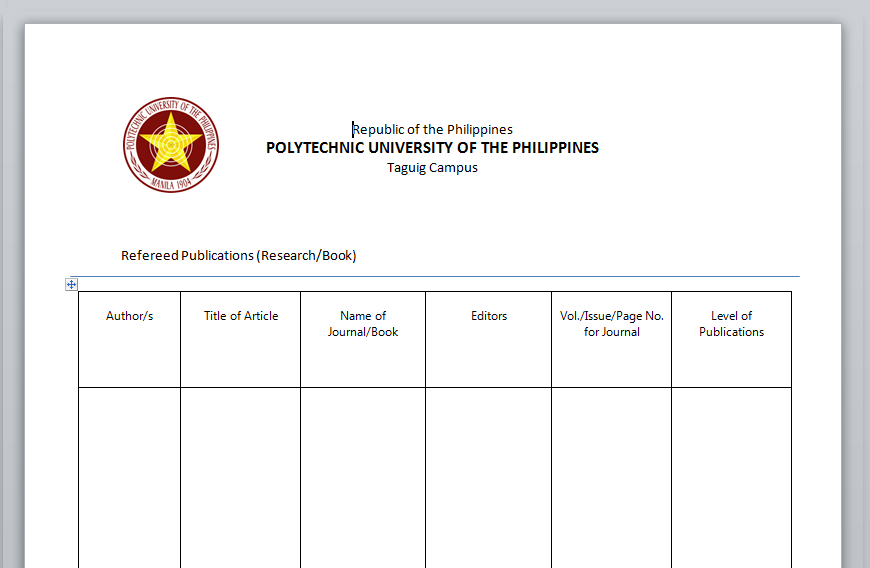 POLYTECHNIC UNIVERSITY OF THE PHILIPPINES
MANILA 1904
Republic of the Philippines
POLYTECHNIC UNIVERSITY OF THE PHILIPPINES
Taguig Campus
Refereed Publications (Research/Book)
Author/s
Title of Article
Name of
Journal/Book
Editors
Vol./Issue/Page No.
for Journal
Level of
Publications